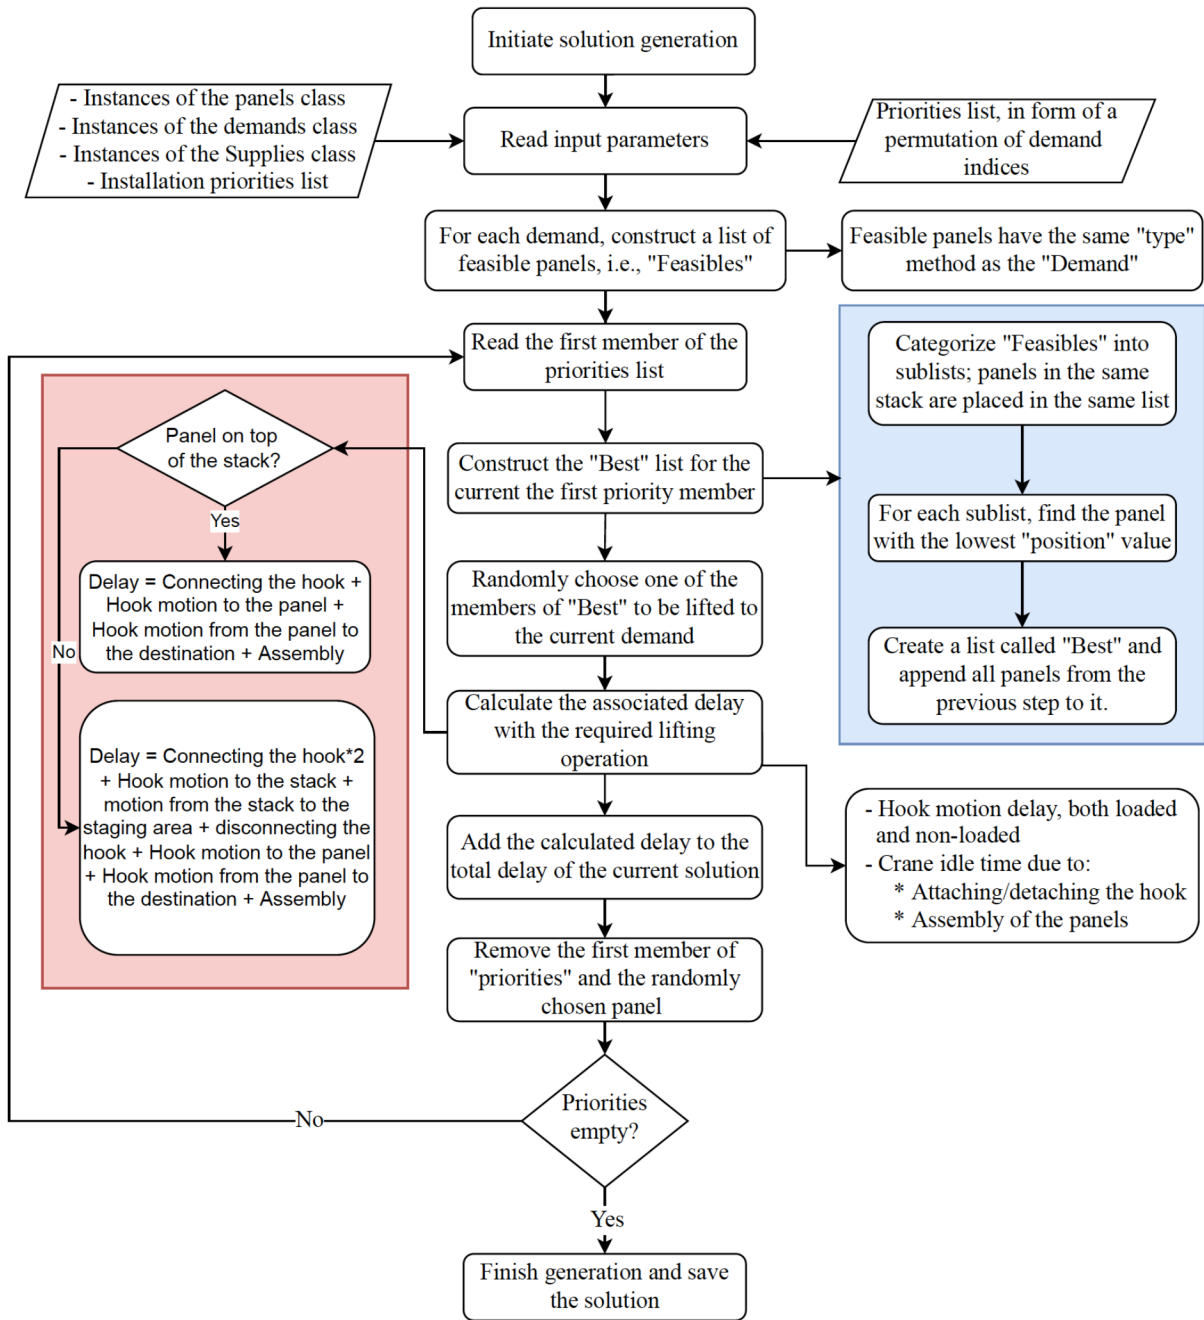 Initiate solution generation
- Instances of the panels class
- Instances of the demands class
- Instances of the Supplies class
- Installation priorities list
Read input parameters
Priorities list, in form of a
permutation of demand
indices
For each demand, construct a list of
feasible panels, i.e., "Feasibles"
Feasible panels have the same "type"
method as the "Demand"
Read the first member of the
priorities list
Categorize "Feasibles" into
sublists; panels in the same
stack are placed in the same list
Panel on top
of the stack?
Construct the "Best" list for the
current the first priority member
For each sublist, find the panel
with the lowest "position" value
Yes
Delay = Connecting the hook +
Hook motion to the panel +
Hook motion from the panel to
the destination + Assembly
Randomly choose one of the
members of "Best" to be lifted to
the current demand
Create a list called "Best" and
append all panels from the
previous step to it.
No
Calculate the associated delay
with the required lifting
operation
Delay = Connecting the hook*2
+ Hook motion to the stack +
motion from the stack to the
staging area + disconnecting the
hook + Hook motion to the panel
+ Hook motion from the panel to
the destination + Assembly
- Hook motion delay, both loaded
and non-loaded
- Crane idle time due to:
* Attaching/detaching the hook
* Assembly of the panels
Add the calculated delay to the
total delay of the current solution
Remove the first member of
"priorities" and the randomly
chosen panel
Priorities
empty?
No
Yes
Finish generation and save
the solution